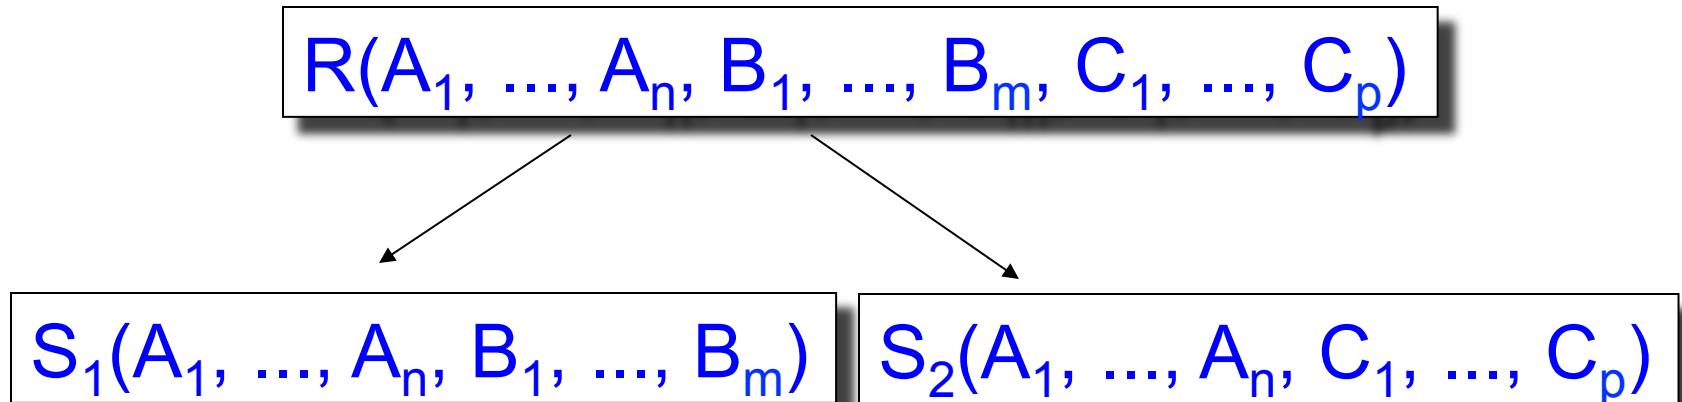 R(A₁, ..., Aₙ, B₁, ..., Bₘ, C₁, ..., Cₚ)
S₁(A₁, ..., Aₙ, B₁, ..., Bₘ)
S₂(A₁, ..., Aₙ, C₁, ..., Cₚ)